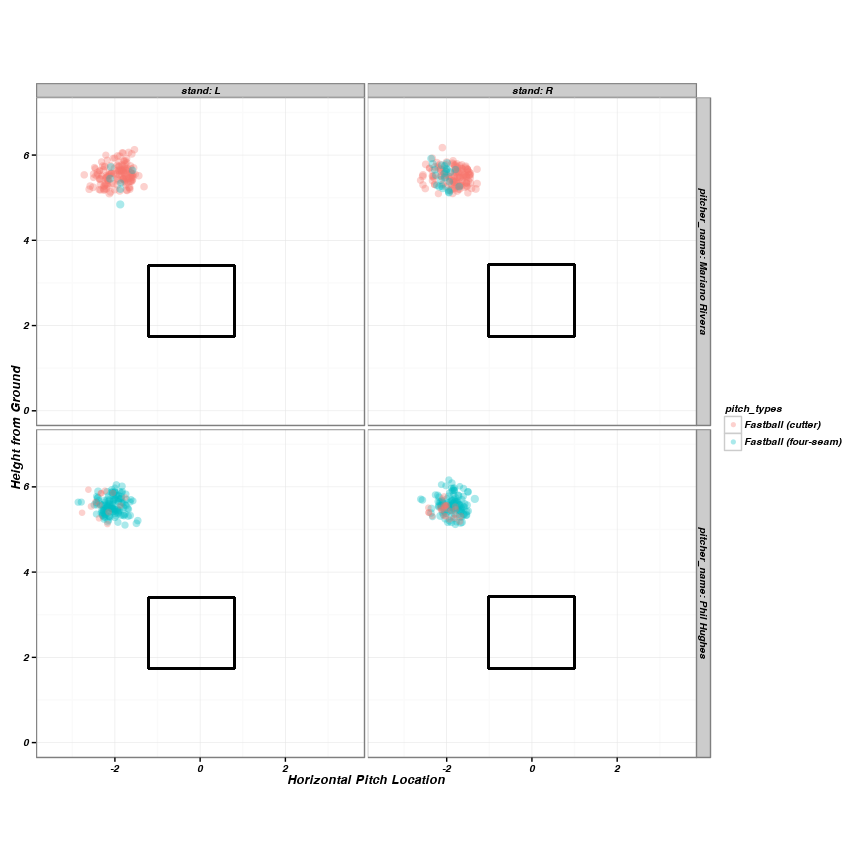 stand: L
stand: R
6
4
2
0
pitcher_name: Mariano Rivera
Height from Ground
pitch_types
Fastball (cutter)
Fastball (four-seam)
6
4
2
0
pitcher_name: Phil Hughes
-2
0
2
-2
0
2
Horizontal Pitch Location